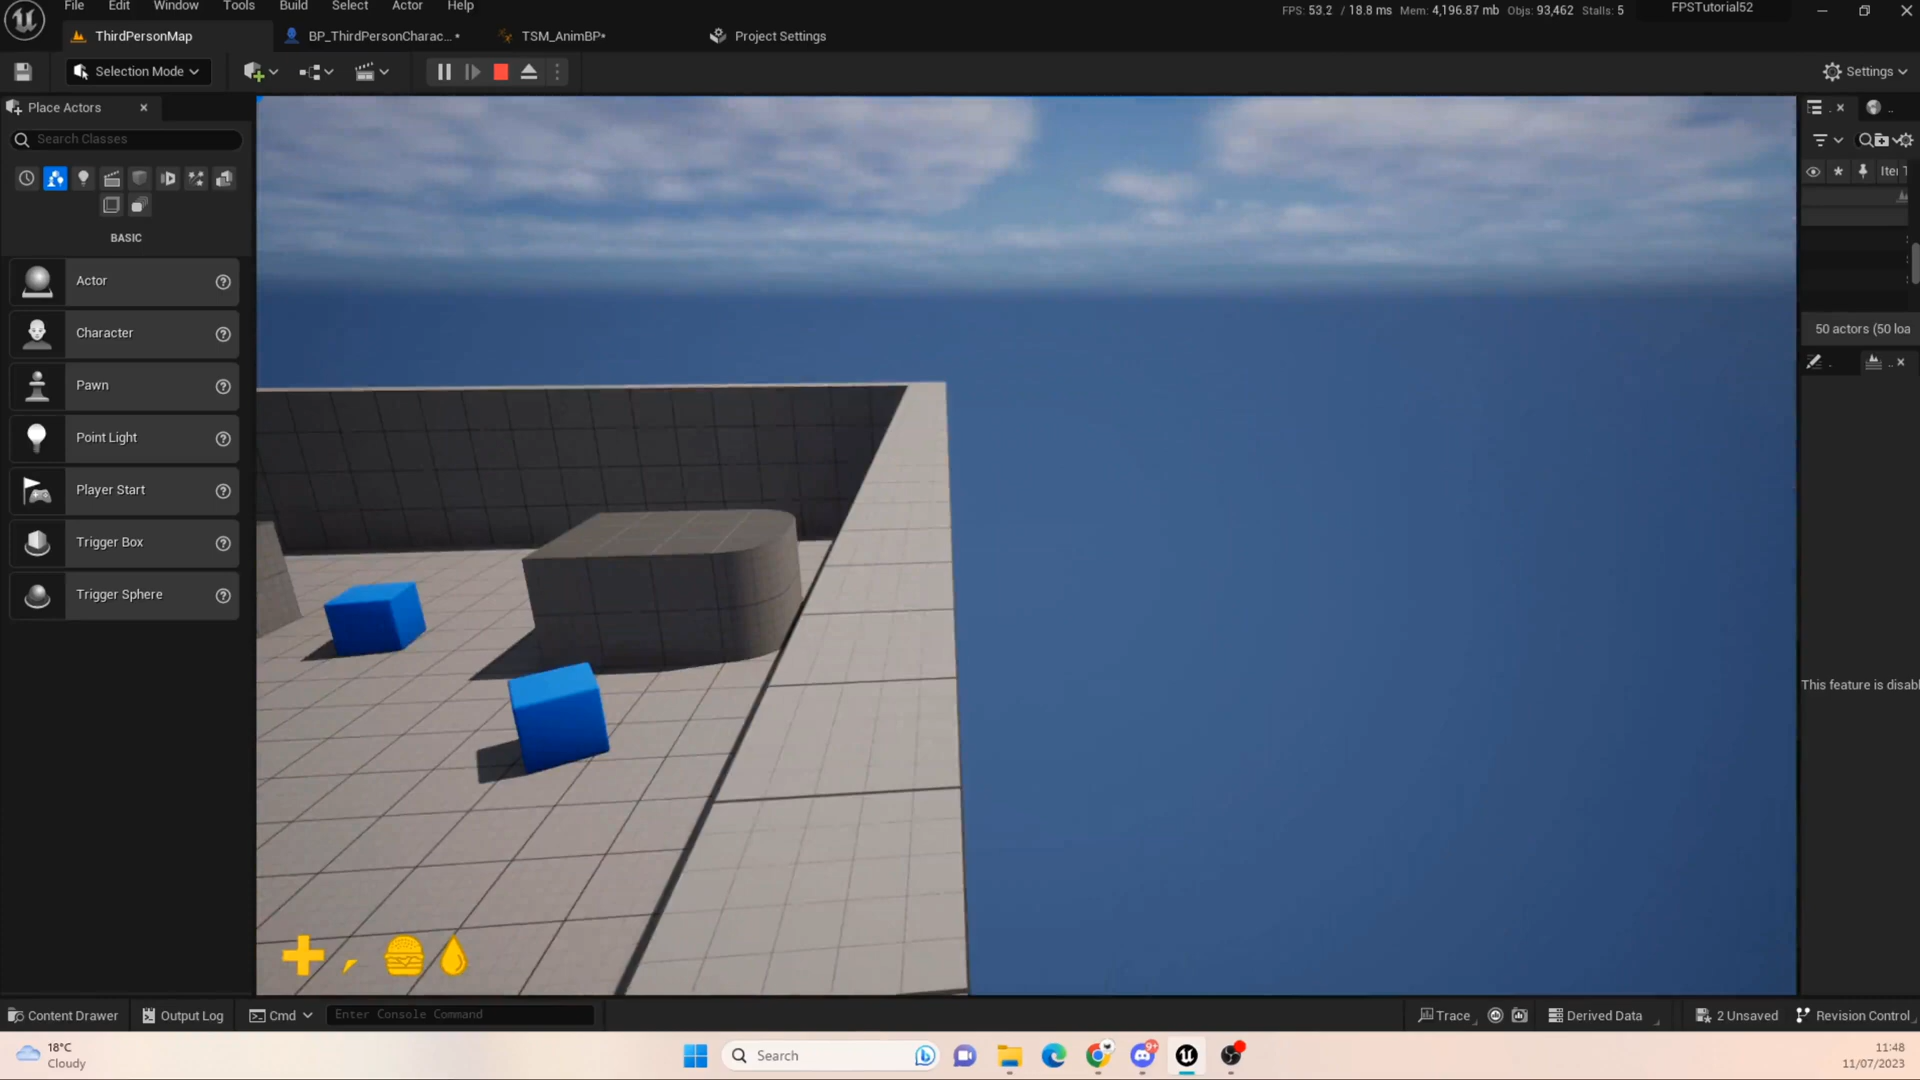 File Edit Window Tools Build Select Actor Help
FPS: 53.2 / 18.8 ms Mem: 4,196.87 mb Objs: 93,462 Stalls: 5
FPSTutorial52
ThirdPersonMap
BP_ThirdPersonCharac... •
TSM_AnimBP•
Project Settings
Selection Mode
Settings
Place Actors
Search Classes
BASIC
Actor
Character
Pawn
Point Light
Player Start
Trigger Box
Trigger Sphere
50 actors (50 loa
This feature is disabl
Content Drawer
Output Log
Cmd
Enter Console Command
Trace
Derived Data
2 Unsaved
Revision Control
18°C
Cloudy
Search
9+
11:48
11/07/2023